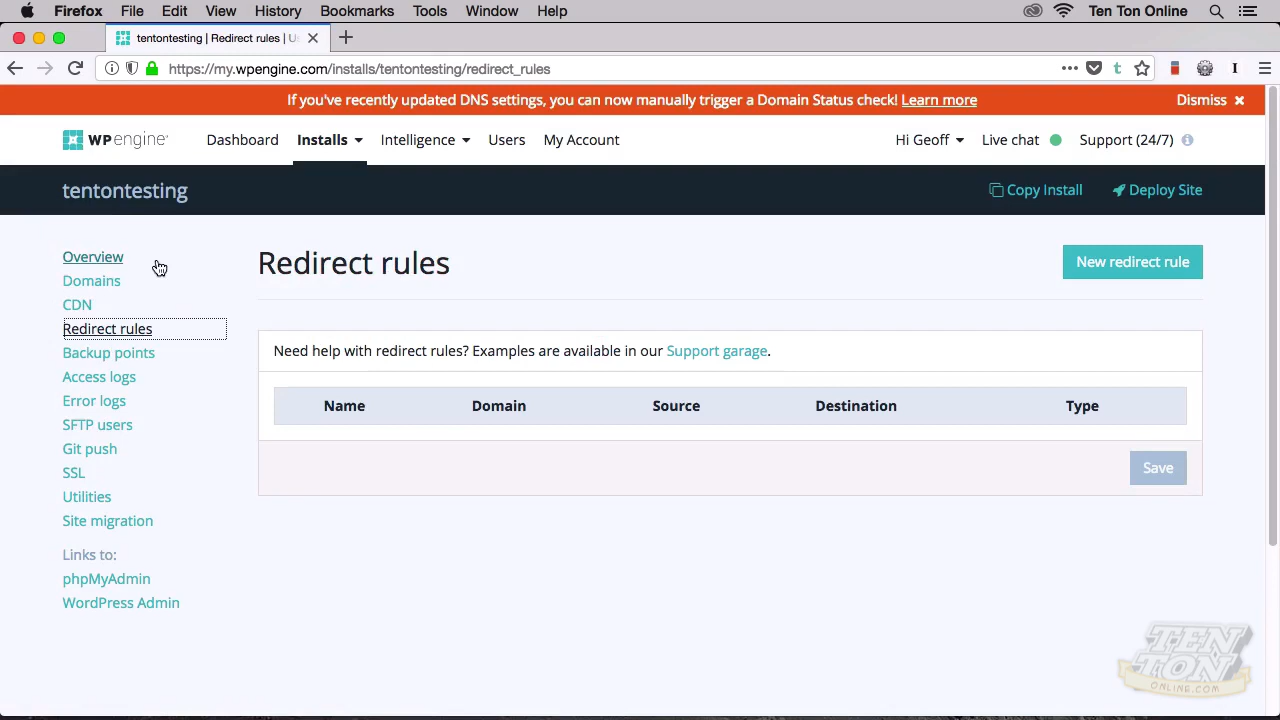 Firefox File Edit View History Bookmarks Tools Window Help Ten Ton Online
tentontesting | Redirect rules | U
https://my.wpengine.com/installs/tentontesting/redirect_rules
If you've recently updated DNS settings, you can now manually trigger a Domain Status check! Learn more Dismiss ×
WPengine Dashboard Installs Intelligence Users My Account Hi Geoff Live chat Support (24/7)
tentontesting Copy Install Deploy Site
Overview
Domains
CDN
Redirect rules
Backup points
Access logs
Error logs
SFTP users
Git push
SSL
Utilities
Site migration
Links to:
phpMyAdmin
WordPress Admin
Redirect rules
New redirect rule
Need help with redirect rules? Examples are available in our Support garage.
Name Domain Source Destination Type
Save
TEN
TON
ONLINE.COM